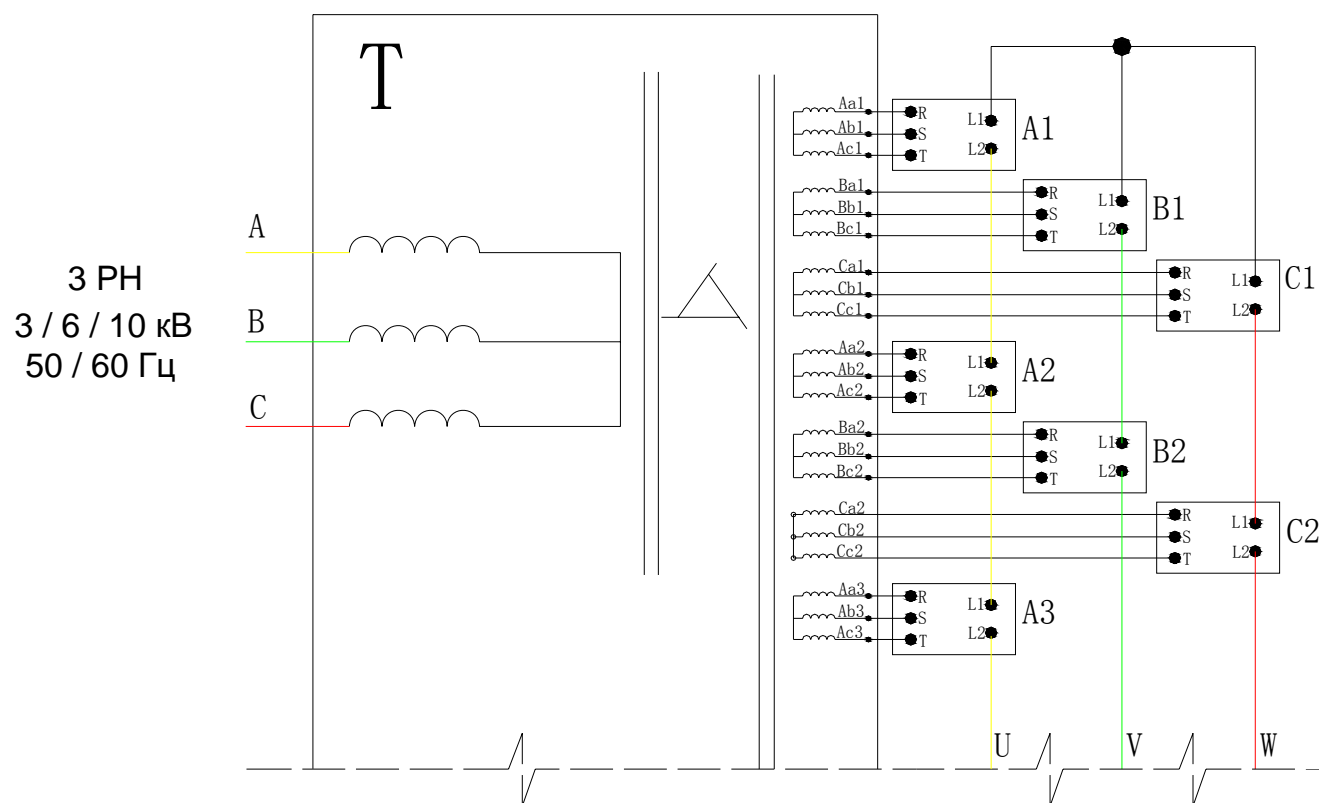 T
A
B
C
3 PH
3 / 6 / 10 кВ
50 / 60 Гц
Aa1
Ab1
Ac1
R
S
T
L1
L2
A1
Ba1
Bb1
Bc1
R
S
T
L1
L2
B1
Ca1
Cb1
Cc1
R
S
T
L1
L2
C1
Aa2
Ab2
Ac2
R
S
T
L1
L2
A2
Ba2
Bb2
Bc2
R
S
T
L1
L2
B2
Ca2
Cb2
Cc2
R
S
T
L1
L2
C2
Aa3
Ab3
Ac3
R
S
T
L1
L2
A3
U
V
W